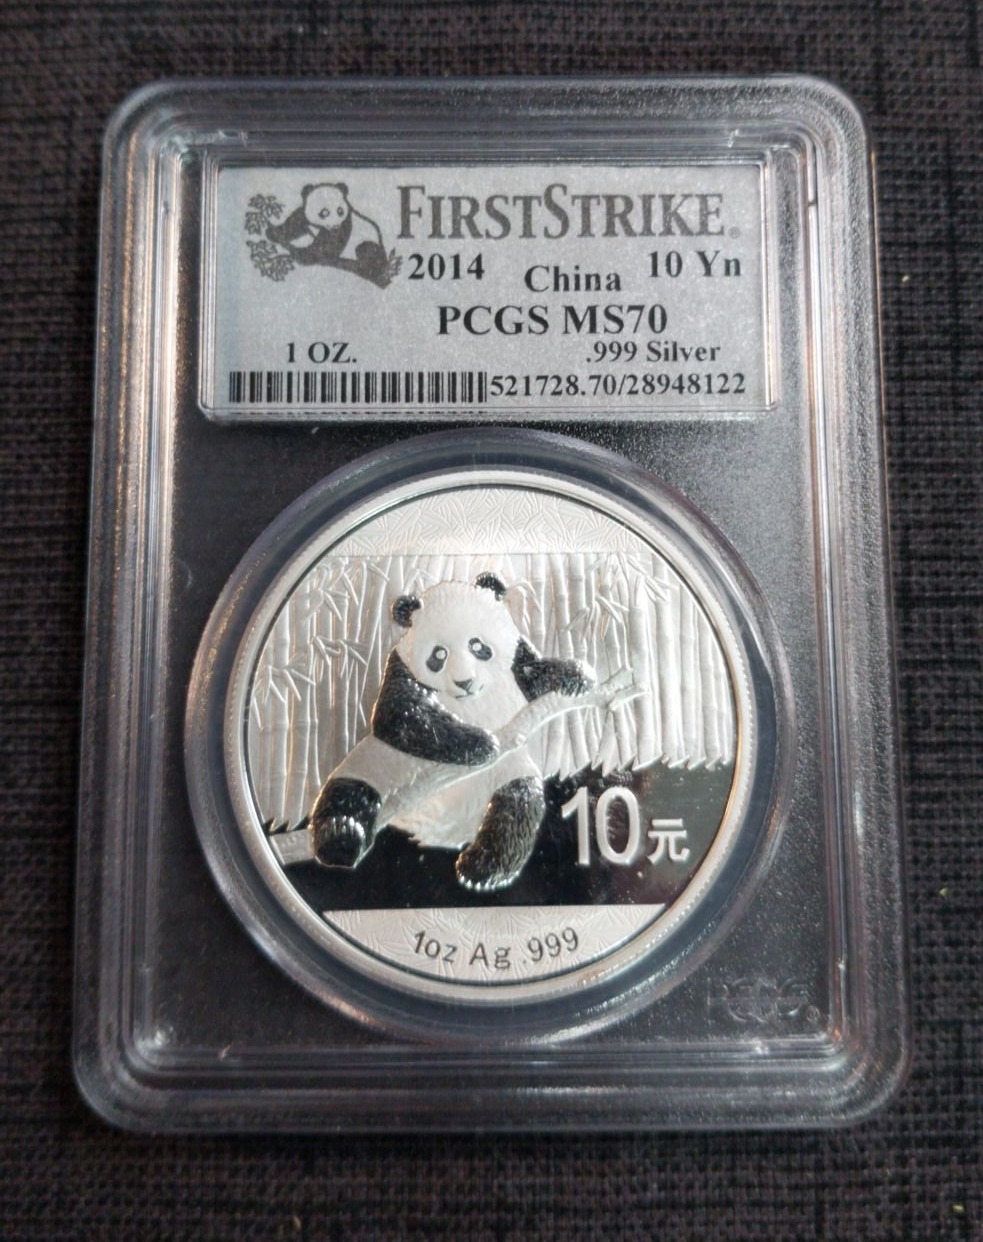 FIRSTSTRIKE®
2014 China 10 Yn
PCGS MS70
1 OZ. .999 Silver
521728.70/28948122
10元
1oz Ag .999
PCGS